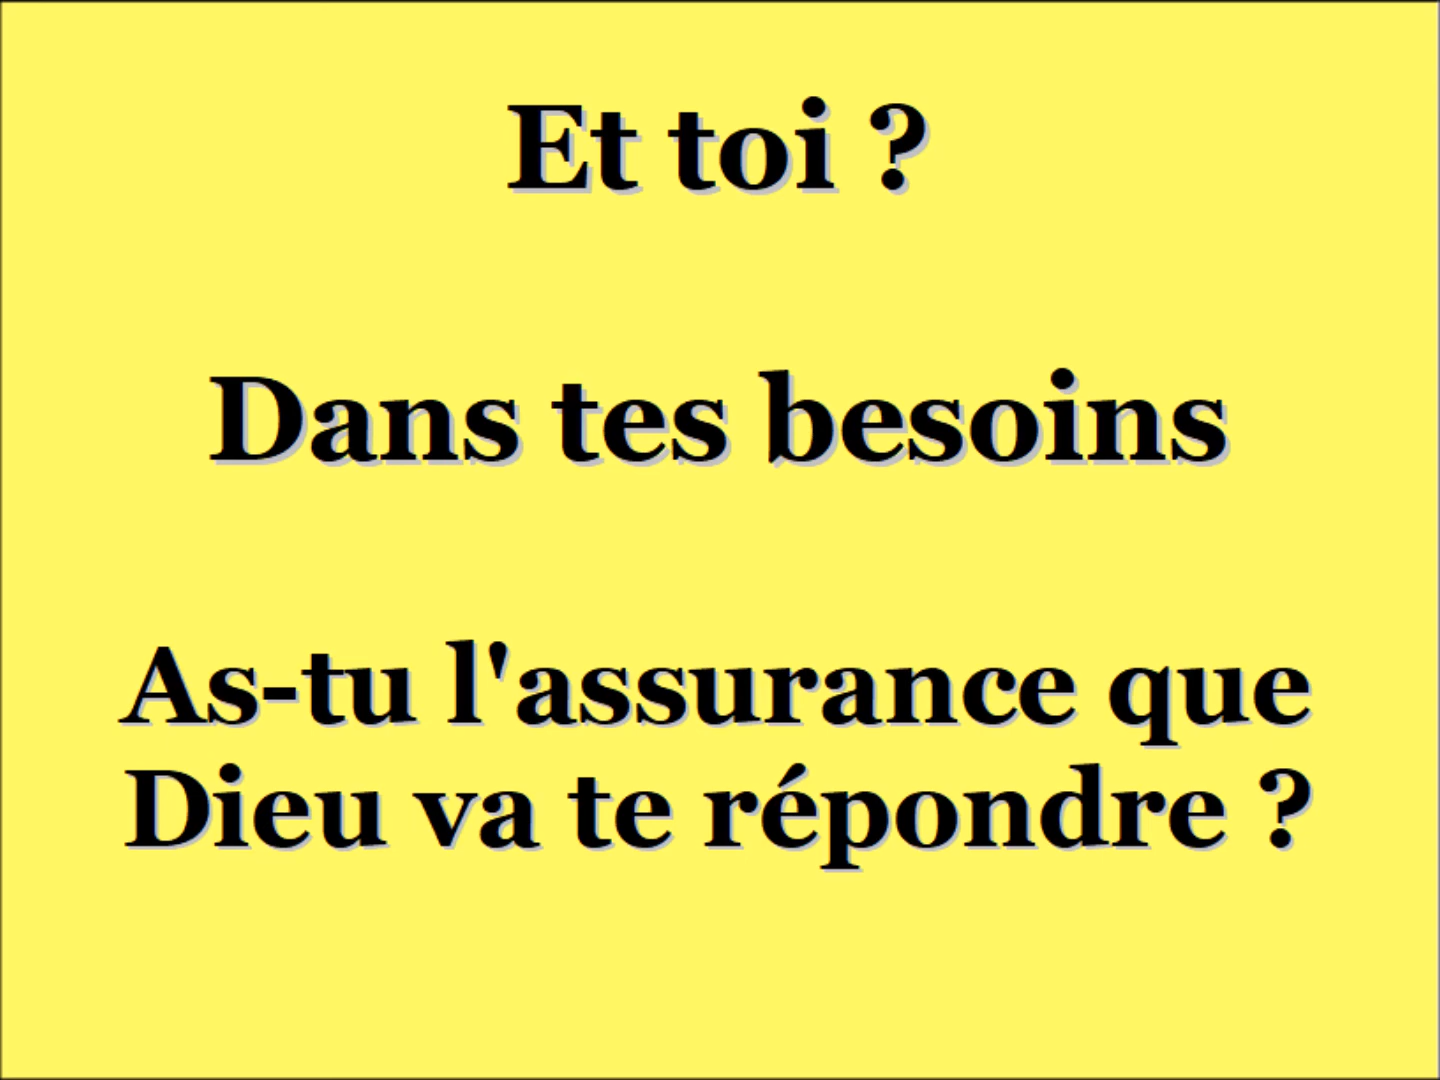 Et toi ?
Dans tes besoins
As-tu l'assurance que
Dieu va te répondre ?